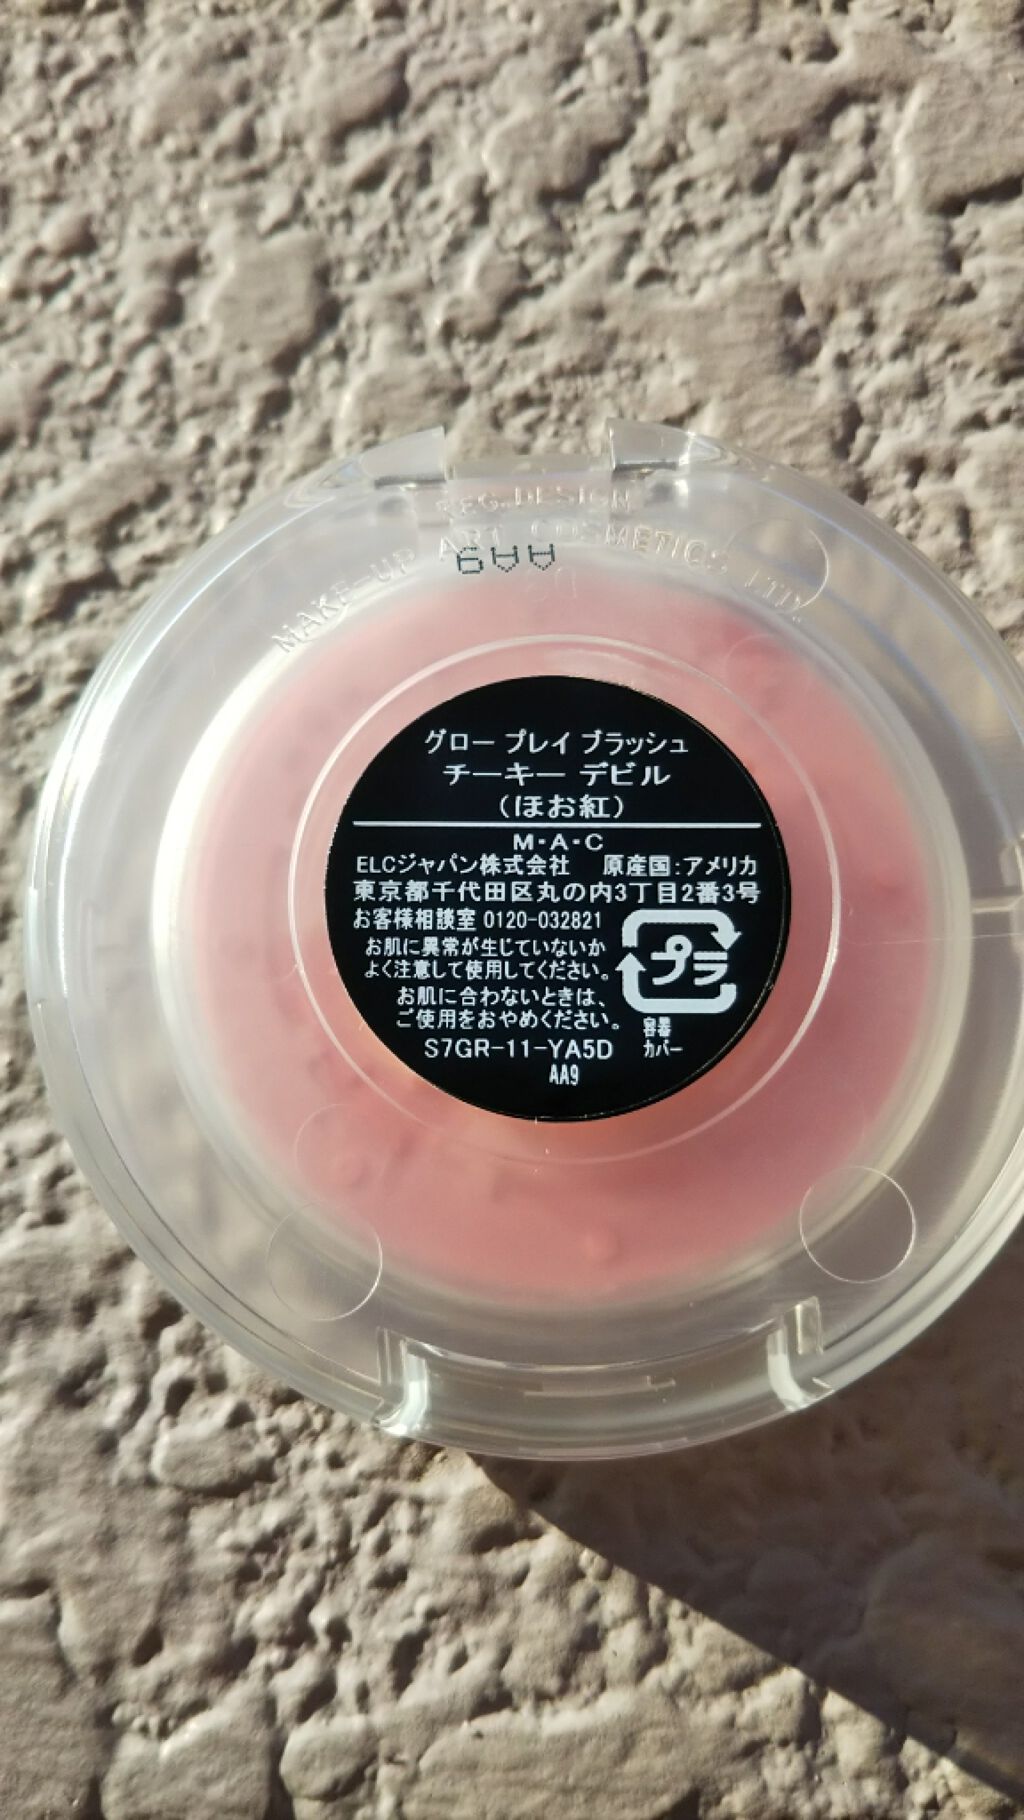 REG.DESIGN
MAKE-UP ART COSMETICS LTD.
AA9
グロー プレイ ブラッシュ
チーキー デビル
（ほお紅）
M・A・C
ELCジャパン株式会社 原産国：アメリカ
東京都千代田区丸の内3丁目2番3号
お客様相談室 0120-032821
お肌に異常が生じていないか
よく注意して使用してください。
お肌に合わないときは、
ご使用をおやめください。
プラ
容器
カバー
S7GR-11-YA5D
AA9